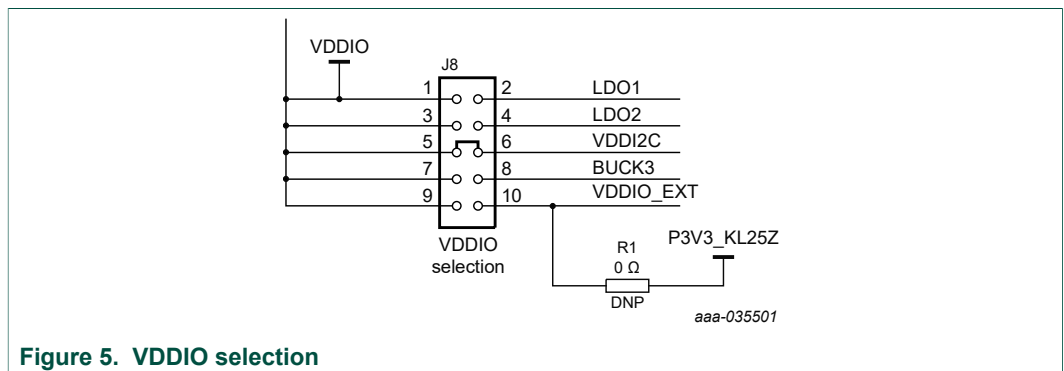 VDDIO
J8
1 2 LDO1
3 4 LDO2
5 6 VDDI2C
7 8 BUCK3
9 10 VDDIO_EXT
VDDIO
selection
R1
0 Ω
DNP
P3V3_KL25Z
aaa-035501
Figure 5. VDDIO selection